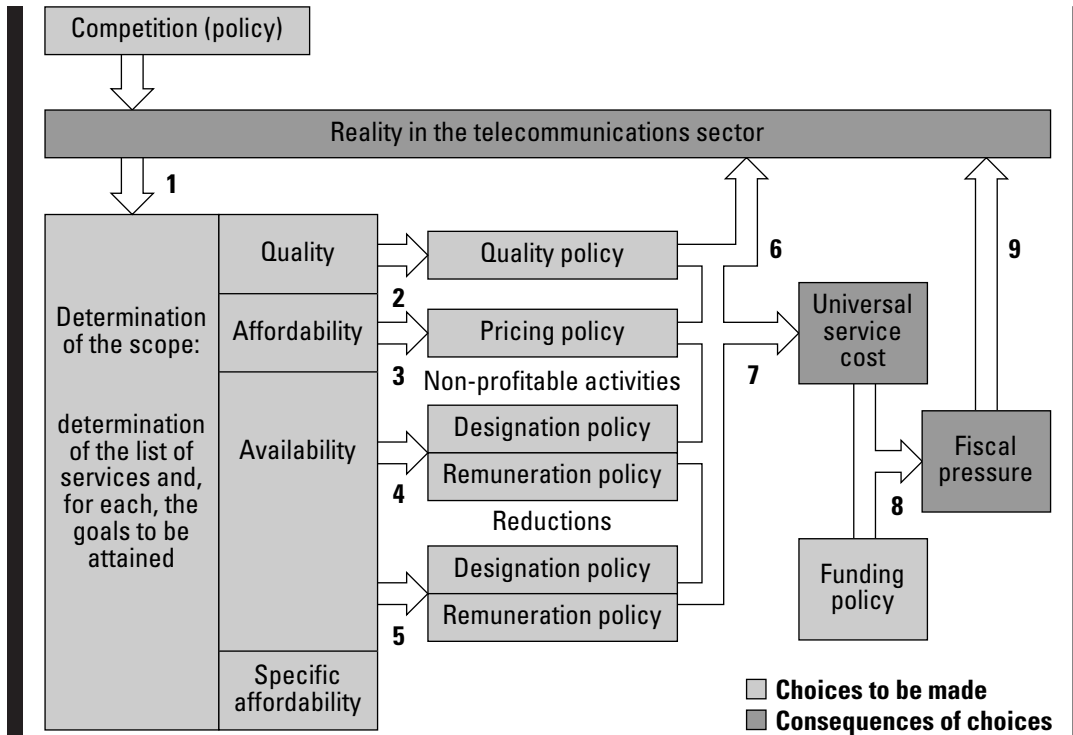 Competition (policy)
Reality in the telecommunications sector
1
Determination
of the scope:
determination
of the list of
services and,
for each, the
goals to be
attained
Quality
Affordability
Availability
Specific
affordability
2
3
4
5
Quality policy
Pricing policy
Non-profitable activities
Designation policy
Remuneration policy
Reductions
Designation policy
Remuneration policy
6
7
Universal
service
cost
8
Funding
policy
Fiscal
pressure
9
Choices to be made
Consequences of choices